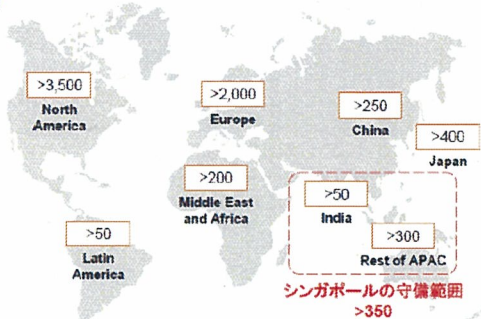 >3,500
North
America
>2,000
Europe
>250
China
>400
Japan
>200
Middle East
and Africa
>50
India
>50
Latin
America
>300
Rest of APAC
シンガポールの守備範囲
>350